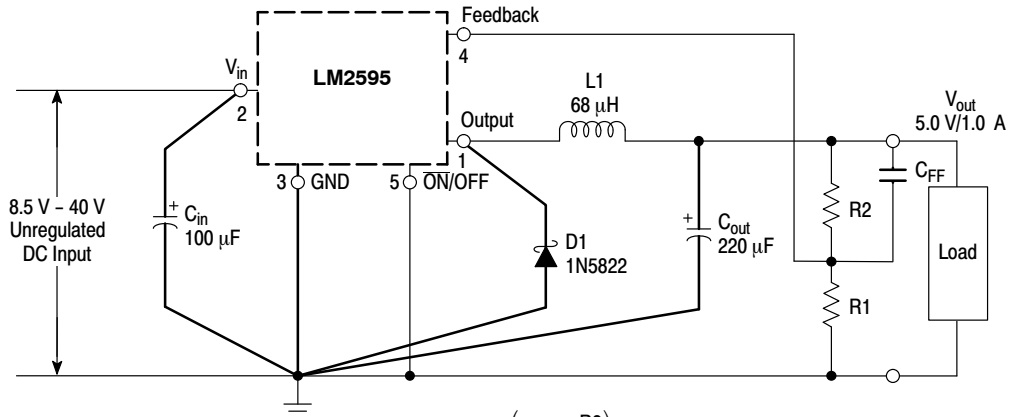 Feedback
4
LM2595
V_in
2
L1
68 μH
Output
1
V_out
5.0 V/1.0 A
3 GND
5 O̅N̅/OFF
C_FF
8.5 V – 40 V
Unregulated
DC Input
+ C_in
100 μF
D1
1N5822
+ C_out
220 μF
R2
R1
Load